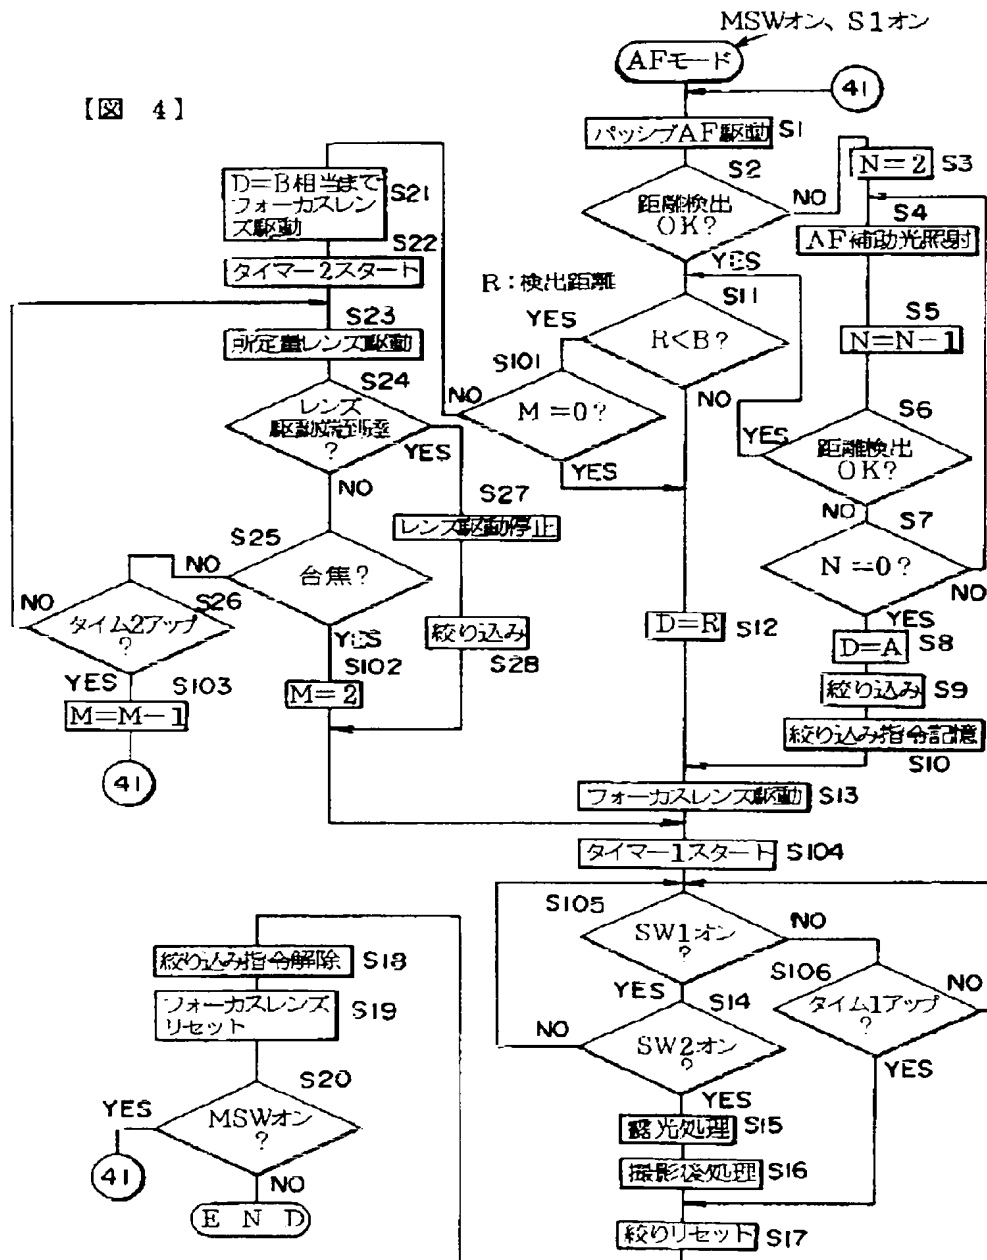 MSWオン、S1オン
AFモード
41
【図 4】
パッシブAF駆動 S1
S2
距離検出
OK?
NO
YES
N=2 S3
S4
AF補助光照射
S5
N=N-1
S6
距離検出
OK?
YES
NO
S7
N=0?
NO
YES
D=A S8
絞り込み S9
絞り込み指令記憶
S10
R:検出距離
S11
R<B?
YES
NO
S101
M=0?
NO
YES
D=R S12
D=B相当まで
フォーカスレン
ズ駆動
S21
S22
タイマー2スタート
S23
所定量レンズ駆動
S24
レンズ
駆動端到達
?
YES
NO
S27
レンズ駆動停止
絞り込み
S28
S25
合焦?
NO
YES
S26
タイム2アップ
?
NO
YES
S102
M=2
S103
M=M-1
41
フォーカスレンズ駆動 S13
タイマー1スタート S104
S105
SW1オン
?
NO
YES
S106
タイム1アップ
?
NO
YES
S14
SW2オン
?
NO
YES
露光処理 S15
撮影後処理 S16
絞りリセット S17
絞り込み指令解除 S18
フォーカスレンズ
リセット
S19
S20
MSWオン
?
YES
NO
41
END